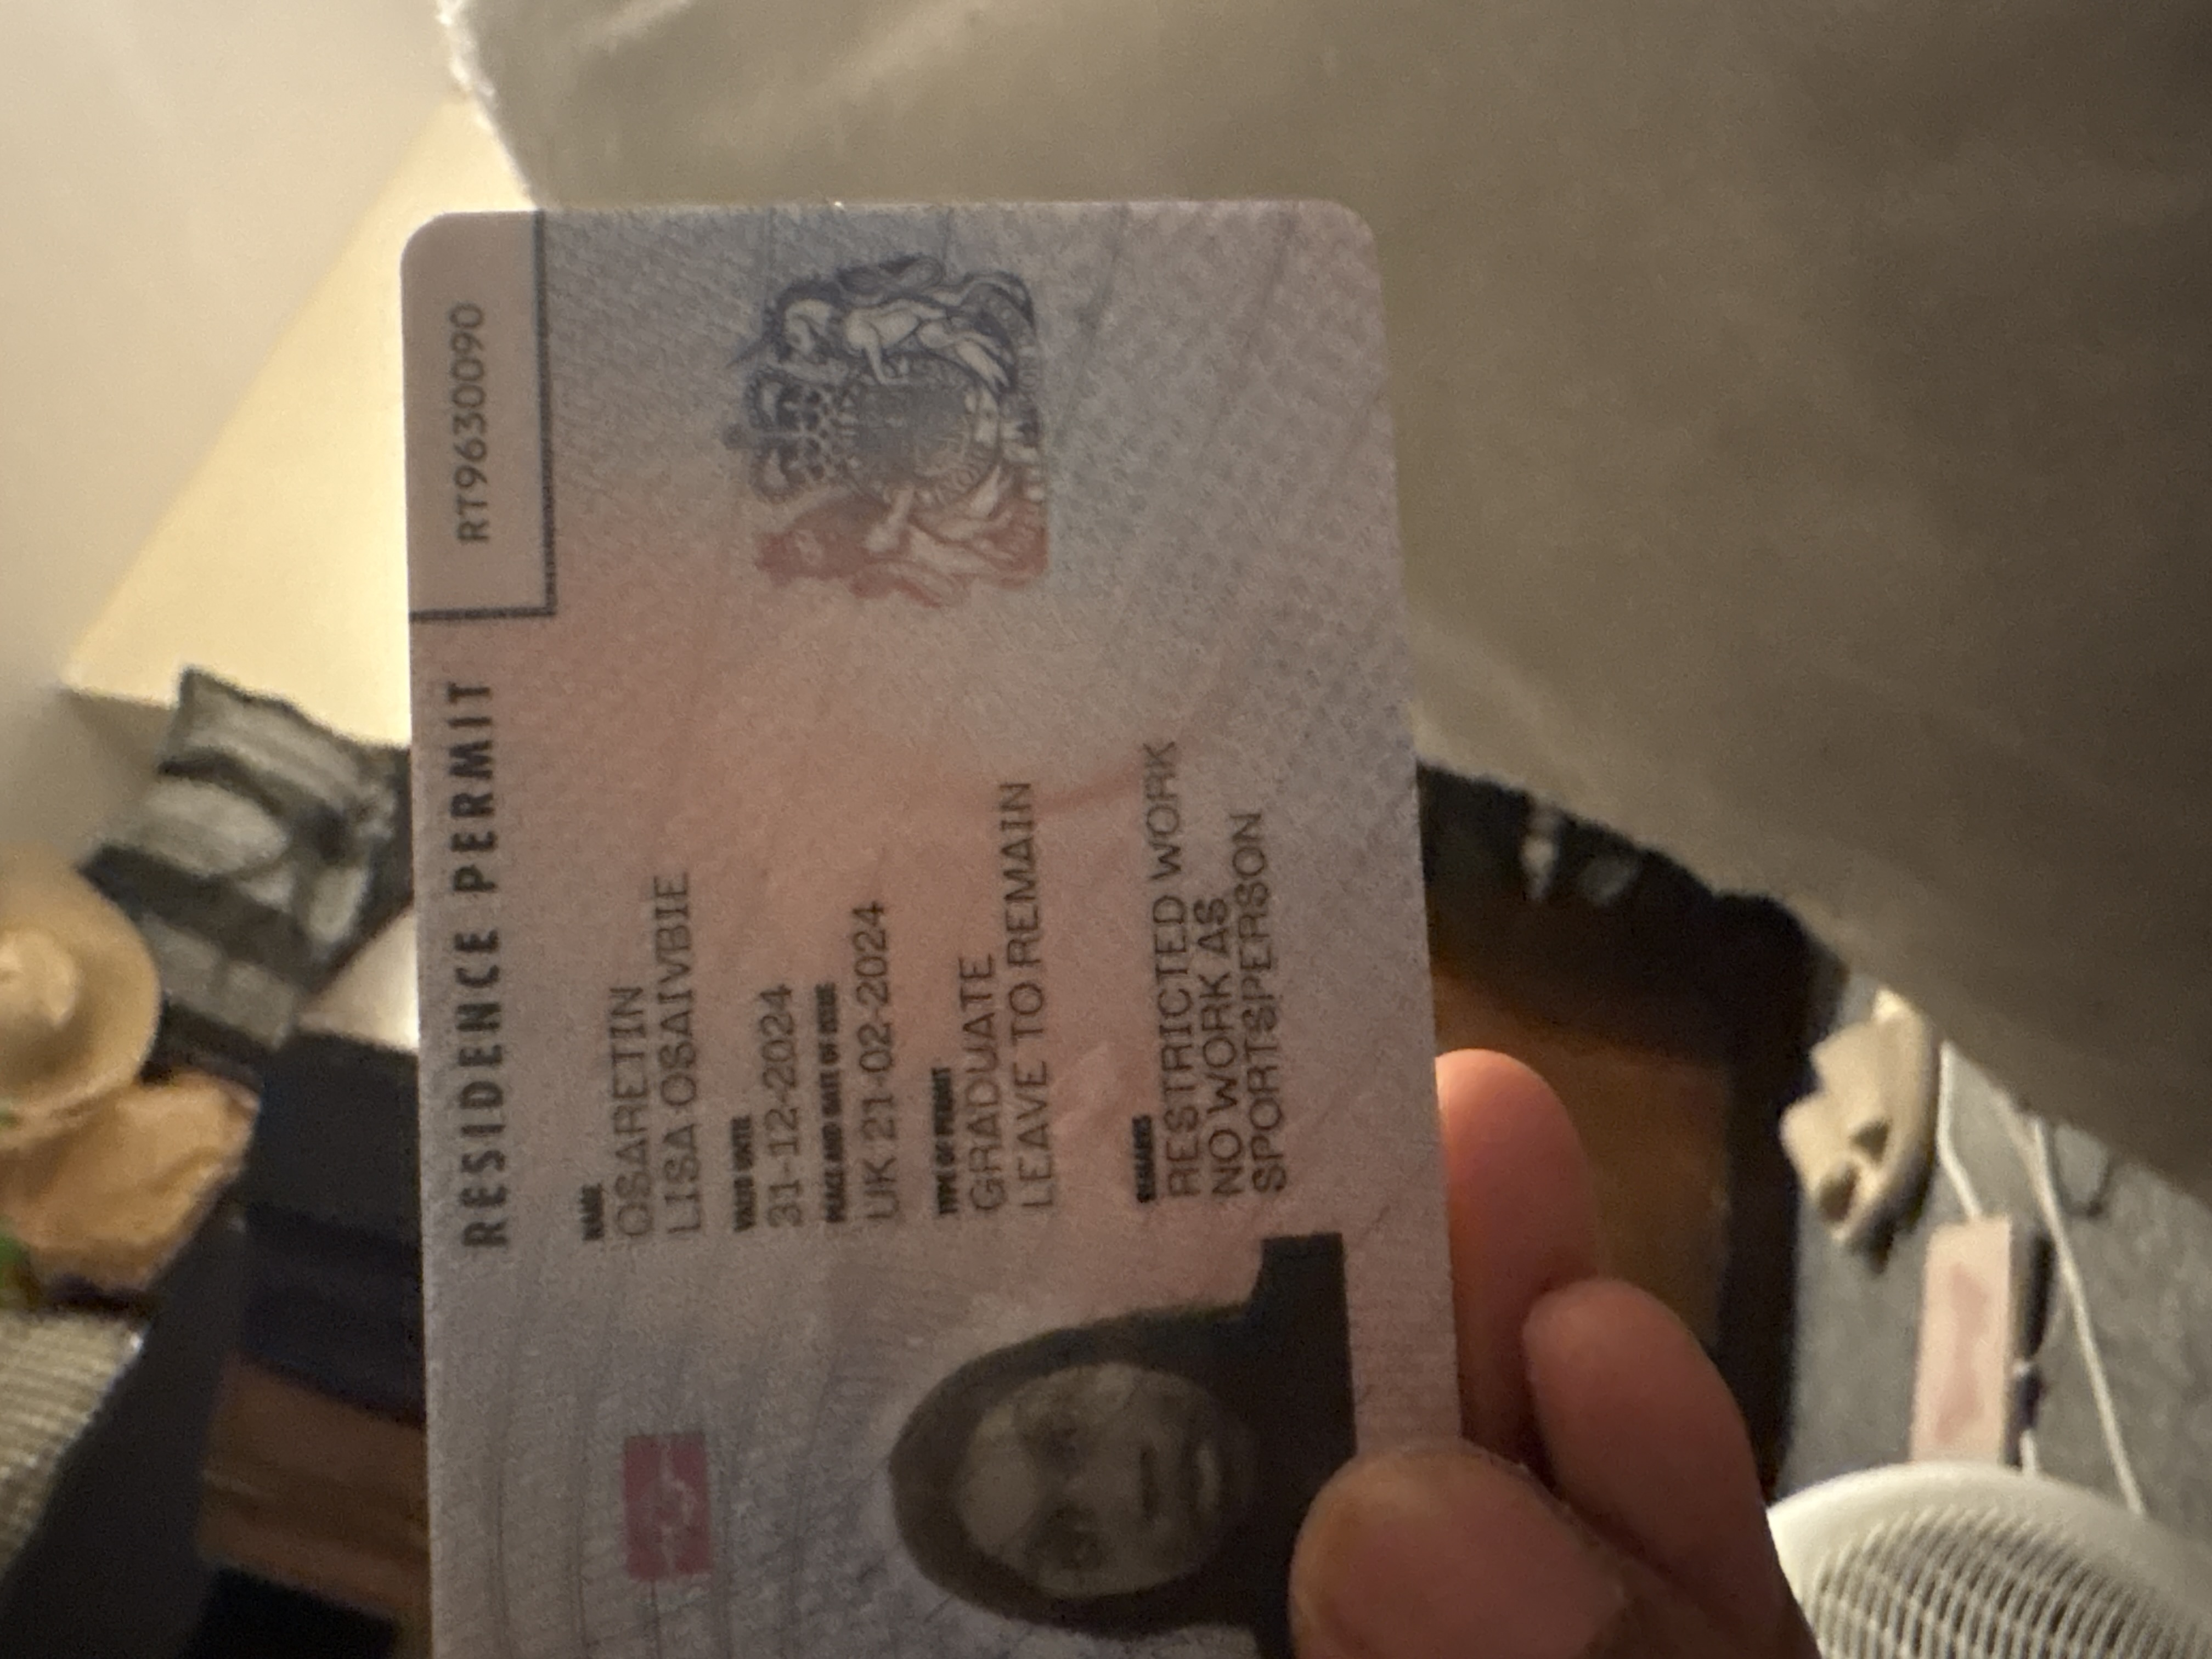 RESIDENCE PERMIT
RT9630090
NAME
OSARETIN
LISA OSAIVBIE
VALID UNTIL
31-12-2024
PLACE AND DATE OF ISSUE
UK 21-02-2024
TYPE OF PERMIT
GRADUATE
LEAVE TO REMAIN
REMARKS
RESTRICTED WORK
NO WORK AS
SPORTSPERSON